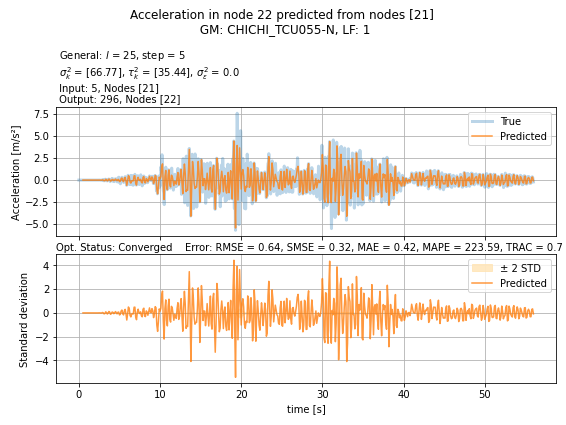 Acceleration in node 22 predicted from nodes [21]
GM: CHICHI_TCU055-N, LF: 1
General: l = 25, step = 5
σ²ₖ = [66.77], τ²ₖ = [35.44], σ²ε = 0.0
Input: 5, Nodes [21]
Output: 296, Nodes [22]
Acceleration [m/s²]
7.5
5.0
2.5
0.0
−2.5
−5.0
True
Predicted
Opt. Status: Converged Error: RMSE = 0.64, SMSE = 0.32, MAE = 0.42, MAPE = 223.59, TRAC = 0.7
Standard deviation
4
2
0
−2
−4
± 2 STD
Predicted
0 10 20 30 40 50
time [s]